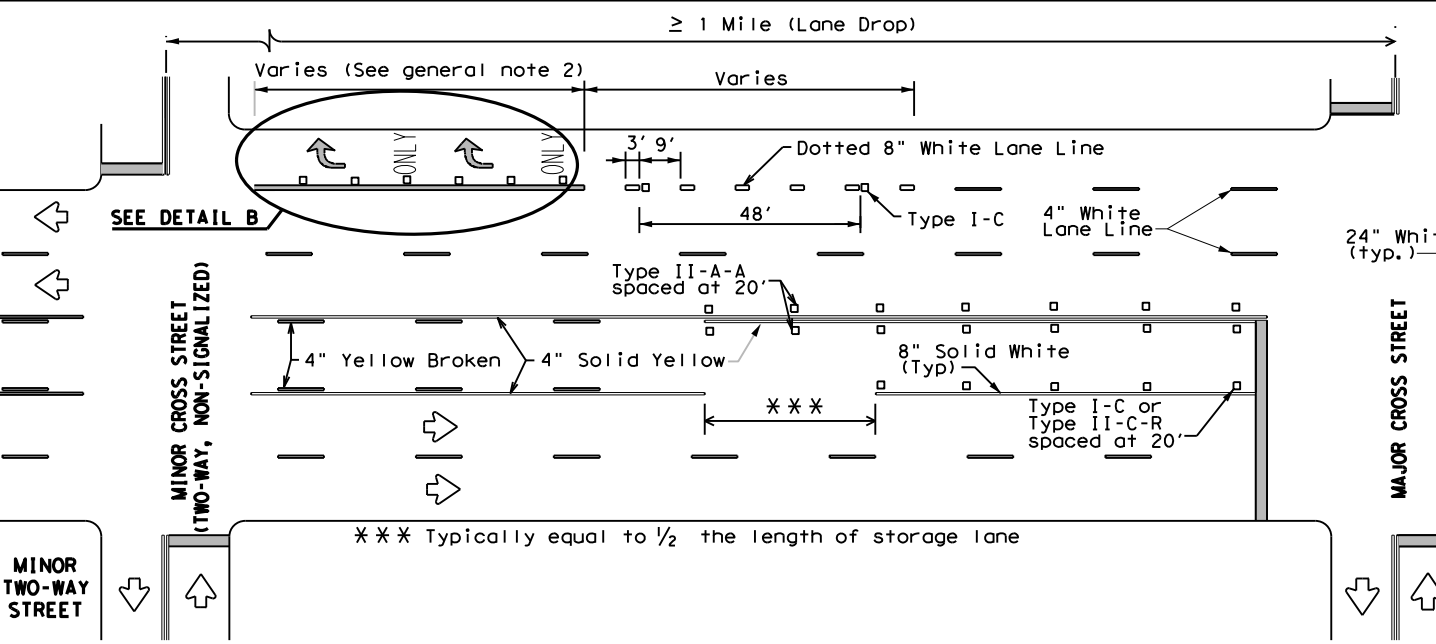 ≥ 1 Mile (Lane Drop)
Varies (See general note 2)
Varies
ONLY
ONLY
3'
9'
Dotted 8" White Lane Line
SEE DETAIL B
48'
Type I-C
4" White
Lane Line
24" Whit
(typ.)
Type II-A-A
spaced at 20'
MINOR CROSS STREET
(TWO-WAY, NON-SIGNALIZED)
4" Yellow Broken
4" Solid Yellow
8" Solid White
(Typ)
MAJOR CROSS STREET
***
Type I-C or
Type II-C-R
spaced at 20'
*** Typically equal to ½ the length of storage lane
MINOR
TWO-WAY
STREET